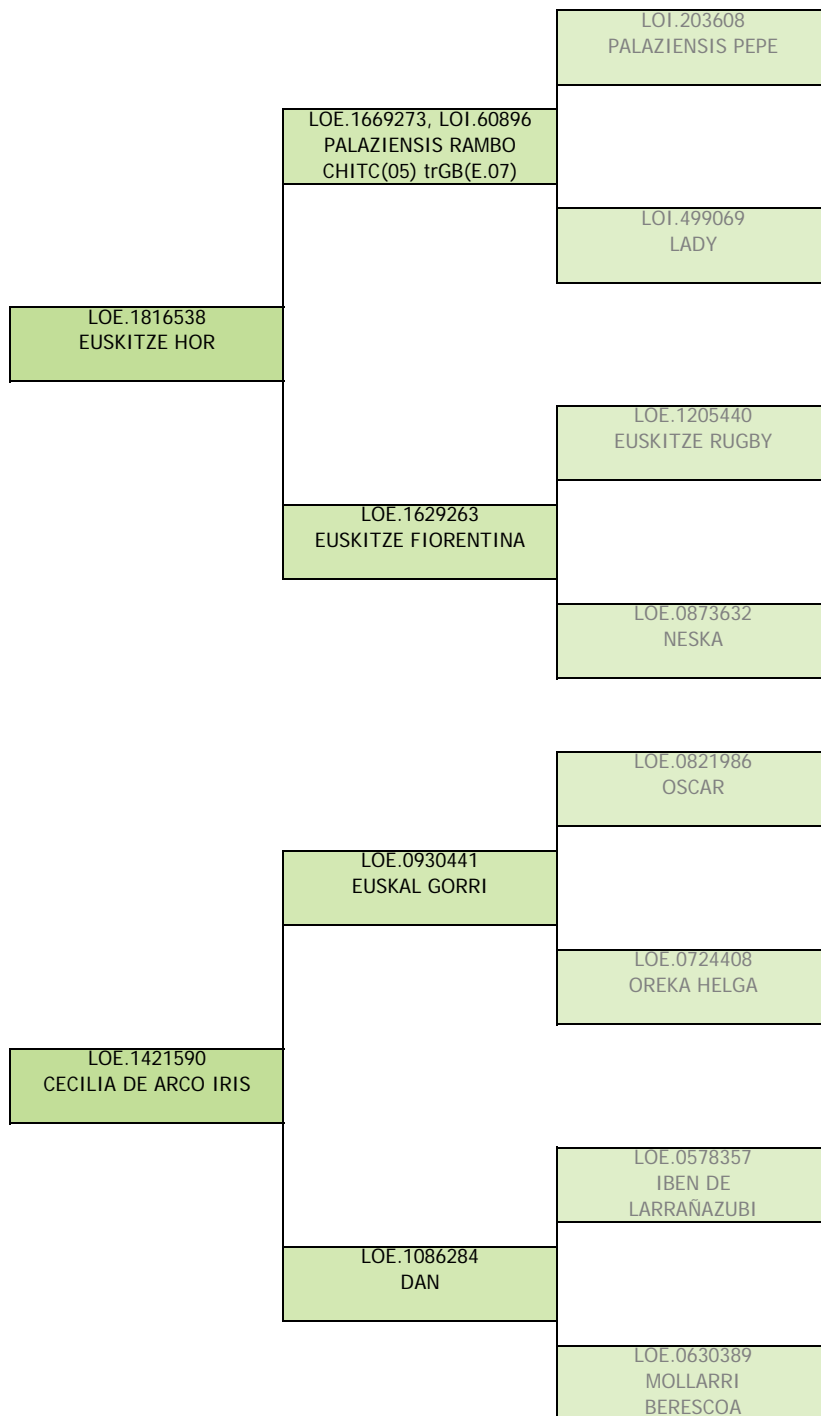 LOI.203608
PALAZIENSIS PEPE
LOE.1669273, LOI.60896
PALAZIENSIS RAMBO
CHITC(05) trGB(E.07)
LOI.499069
LADY
LOE.1816538
EUSKITZE HOR
LOE.1205440
EUSKITZE RUGBY
LOE.1629263
EUSKITZE FIORENTINA
LOE.0873632
NESKA
LOE.0821986
OSCAR
LOE.0930441
EUSKAL GORRI
LOE.0724408
OREKA HELGA
LOE.1421590
CECILIA DE ARCO IRIS
LOE.0578357
IBEN DE
LARRAÑAZUBI
LOE.1086284
DAN
LOE.0630389
MOLLARRI
BERESCOA